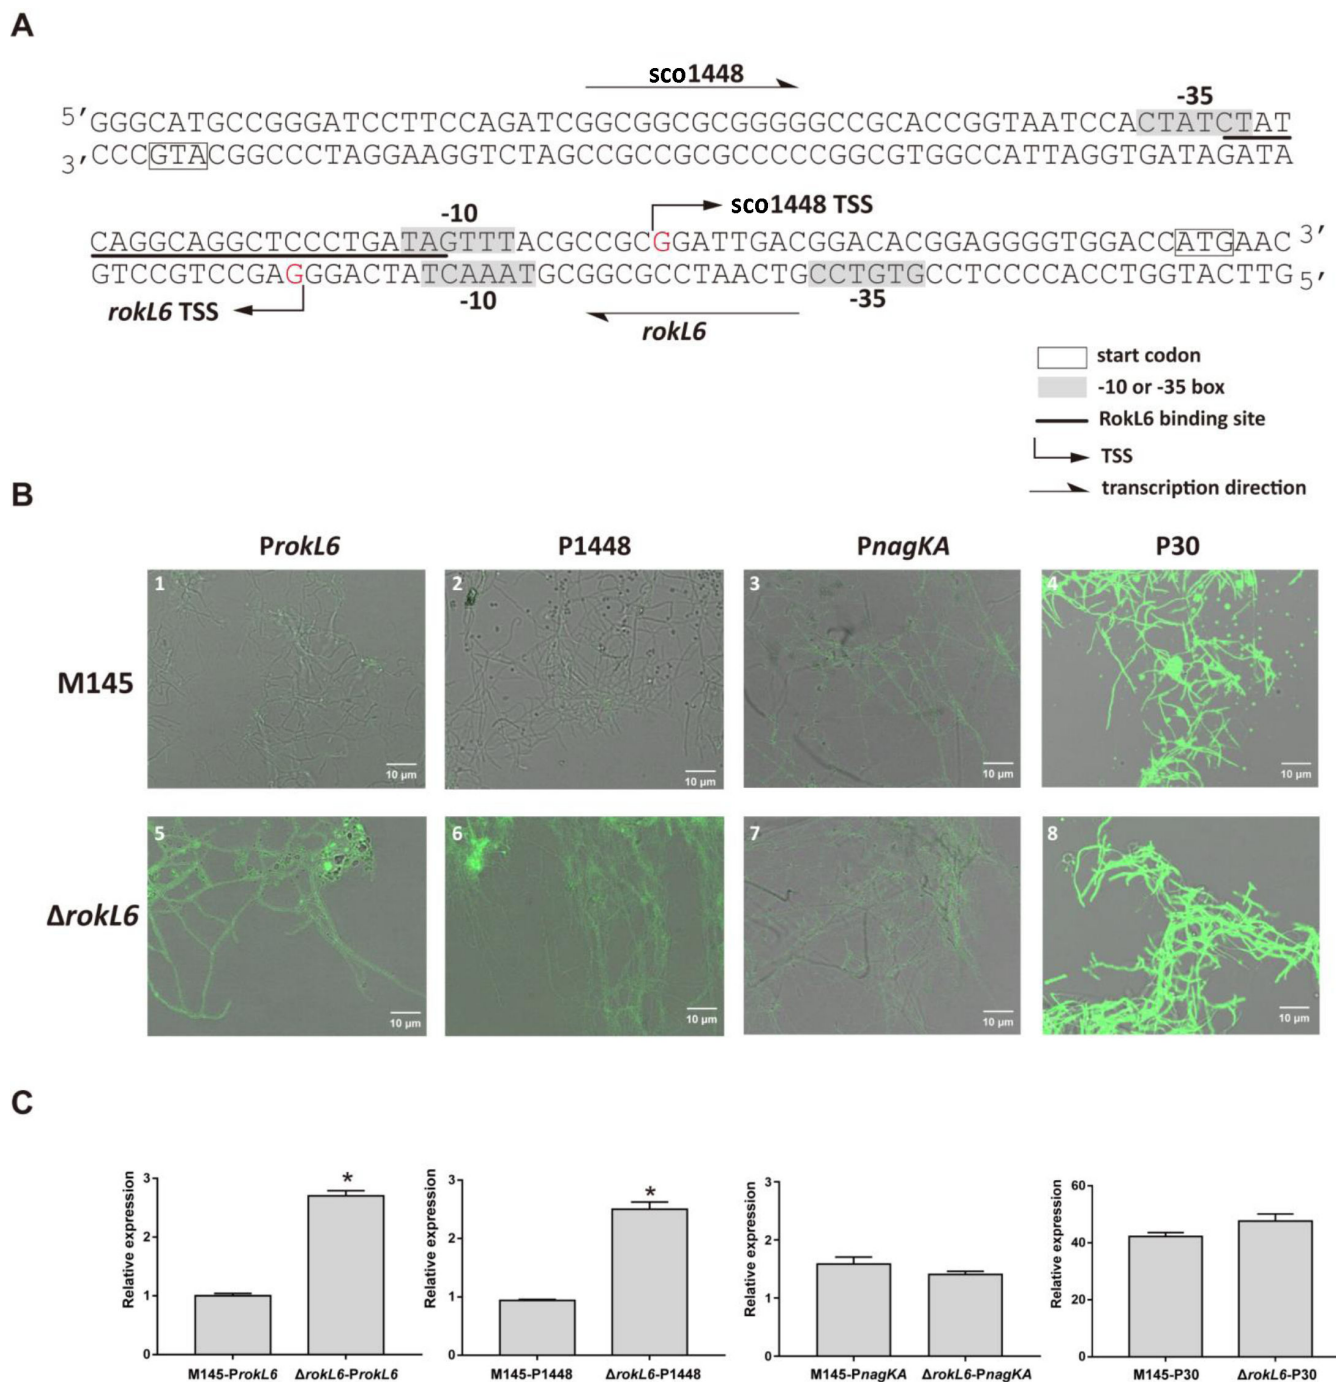 A
sco1448
-35
5′ GGGCATGCCGGGATCCTTCCAGATCGGCGGCGCGGGGGGCCGCACCGGTAATCCACTATCTAT
3′ CCCGTACGGCCCTAGGAAGGTCTAGCCGCCGCGCCCCCCGGCGTGGCCATTAGGTGATAGATA
-10 sco1448 TSS
CAGGCAGGCTCCCTGATAGTTTACGCCGCGGATTGACGGACACGGAGGGGTGGACCATGAAC 3′
GTCCGTCCGAGGGACTATCAAATGCGGCGCCTAACTGCCTGTGCCTCCCCACCTGGTACTTG 5′
rokL6 TSS -10 -35
rokL6
start codon
-10 or -35 box
RokL6 binding site
TSS
transcription direction
B
ProkL6 P1448 PnagKA P30
M145
1 10 µm
2 10 µm
3 10 µm
4 10 µm
ΔrokL6
5 10 µm
6 10 µm
7 10 µm
8 10 µm
C
Relative expression
3
2
1
0
*
M145-ProkL6 ΔrokL6-ProkL6
Relative expression
3
2
1
0
*
M145-P1448 ΔrokL6-P1448
Relative expression
3
2
1
0
M145-PnagKA ΔrokL6-PnagKA
Relative expression
60
40
20
0
M145-P30 ΔrokL6-P30